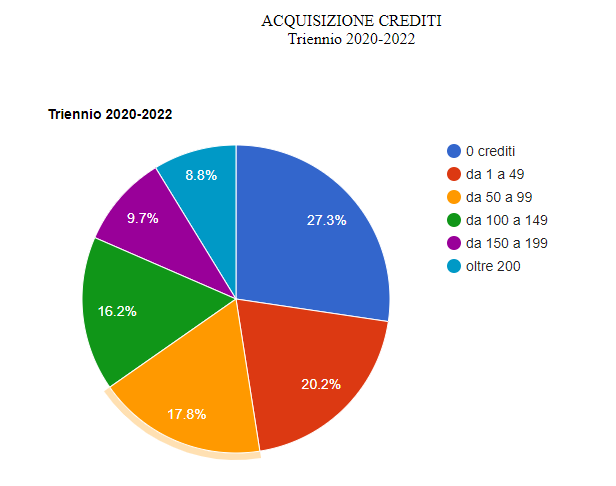 ACQUISIZIONE CREDITI
Triennio 2020-2022
Triennio 2020-2022
0 crediti
da 1 a 49
da 50 a 99
da 100 a 149
da 150 a 199
oltre 200
8.8%
27.3%
9.7%
16.2%
20.2%
17.8%